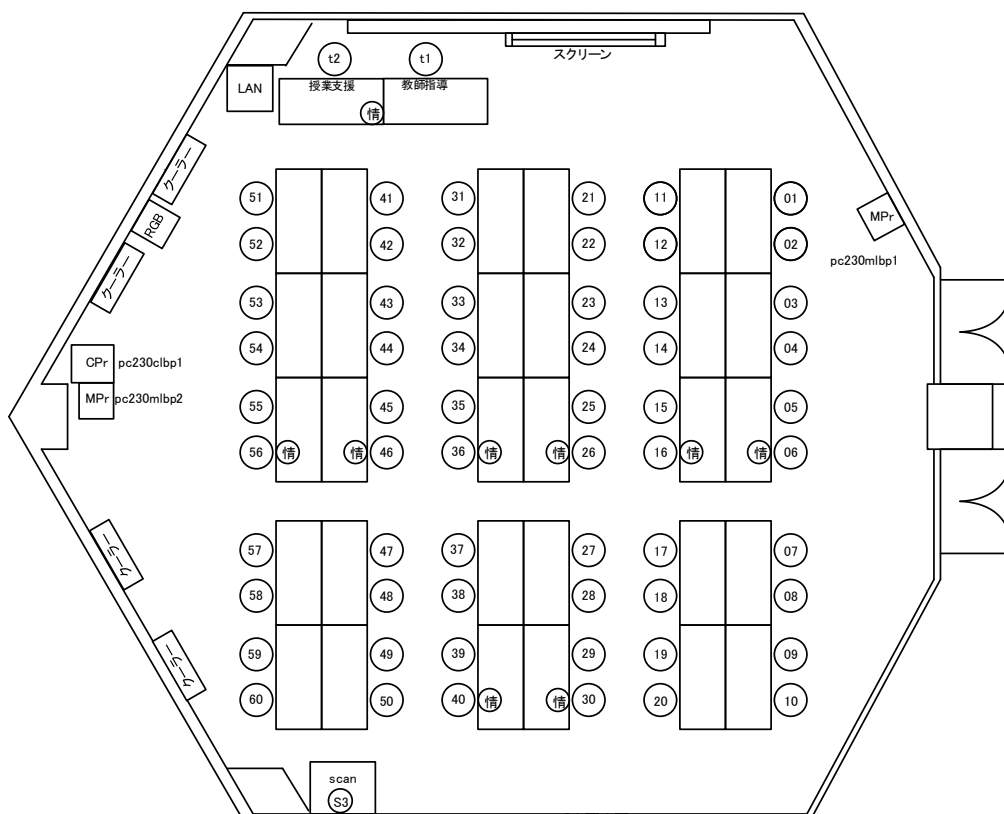 スクリーン
t2
t1
LAN
授業支援
教師指導
情
クーラー
RGB
クーラー
MPr
pc230mlbp1
51 41 31 21 11 01
52 42 32 22 12 02
53 43 33 23 13 03
54 44 34 24 14 04
CPr pc230clbp1
MPr pc230mlbp2
55 45 35 25 15 05
56 情 情 46 36 情 情 26 16 情 情 06
57 47 37 27 17 07
58 48 38 28 18 08
クーラー
59 49 39 29 19 09
クーラー
60 50 40 情 情 30 20 10
scan
S3